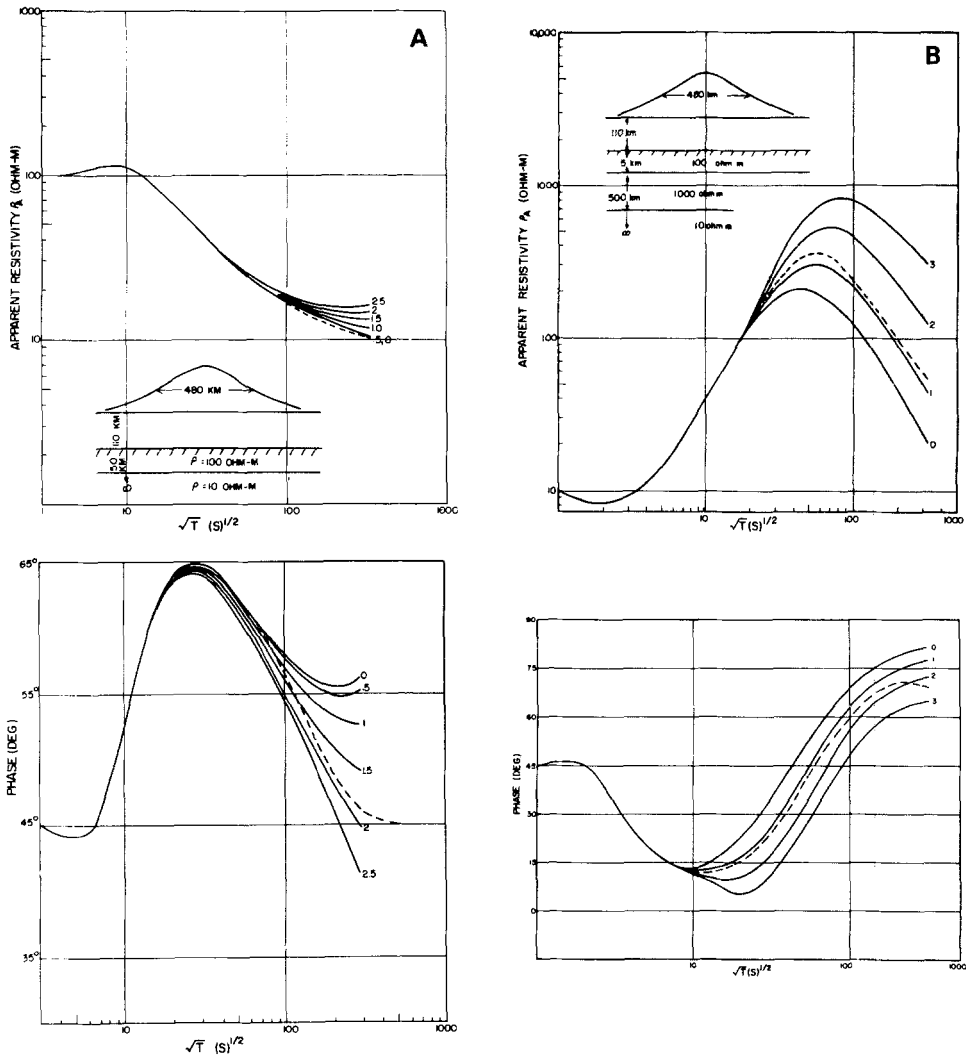 A
APPARENT RESISTIVITY ρA (OHM-M)
1000
100
10
2.5
2
1.5
1.0
.5,0
480 KM
110 KM
50 KM
ρ = 100 OHM-M
∞
ρ = 10 OHM-M
1
10
100
1000
√T (S)^1/2
B
APPARENT RESISTIVITY ρA (OHM-M)
10,000
1000
100
10
480 km
110 km
5 km 100 ohm m
500 km 1000 ohm m
∞ 10 ohm m
3
2
1
0
10
100
1000
√T (S)^1/2
PHASE (DEG)
65°
55°
45°
35°
0
.5
1
1.5
2
2.5
10
100
1000
√T (S)^1/2
PHASE (DEG)
90
75
60
45
30
15
0
0
1
2
3
10
100
1000
√T (S)^1/2